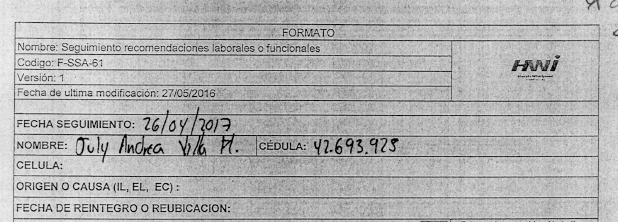 FORMATO
Nombre: Seguimiento recomendaciones laborales o funcionales
Codigo: F-SSA-61
Versión: 1
Fecha de ultima modificación: 27/05/2016
HWI
FECHA SEGUIMIENTO: 26/04/2017
NOMBRE: July Andrea Villa M. CÉDULA: 42.693.925
CELULA:
ORIGEN O CAUSA (IL, EL, EC) :
FECHA DE REINTEGRO O REUBICACION: